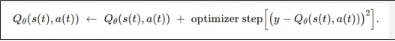 Qθ(s(t), a(t)) ← Qθ(s(t), a(t)) + optimizer step[(y − Qθ(s(t), a(t)))²].